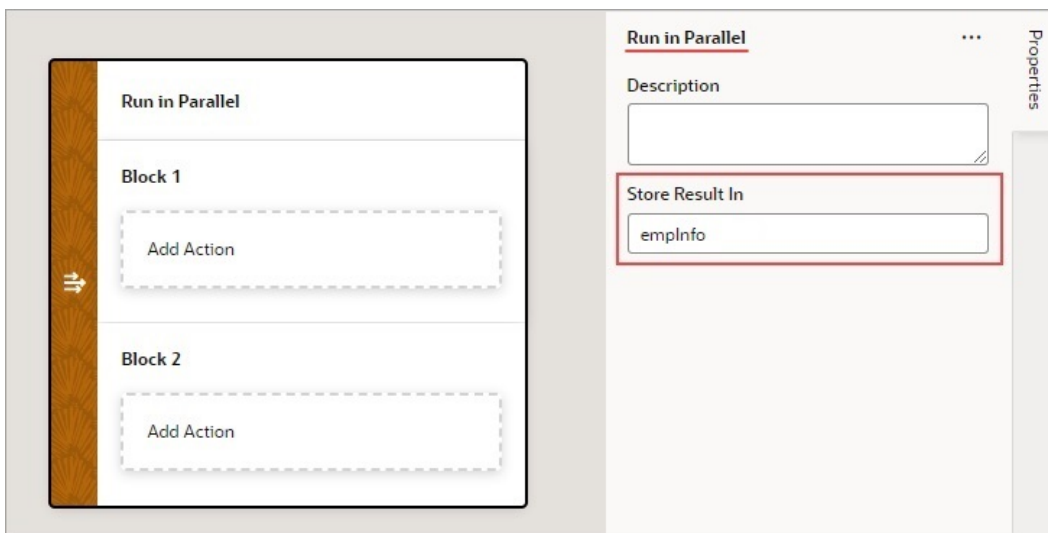 Run in Parallel
Block 1
Add Action
Block 2
Add Action
Run in Parallel
Description
Store Result In
empInfo
Properties